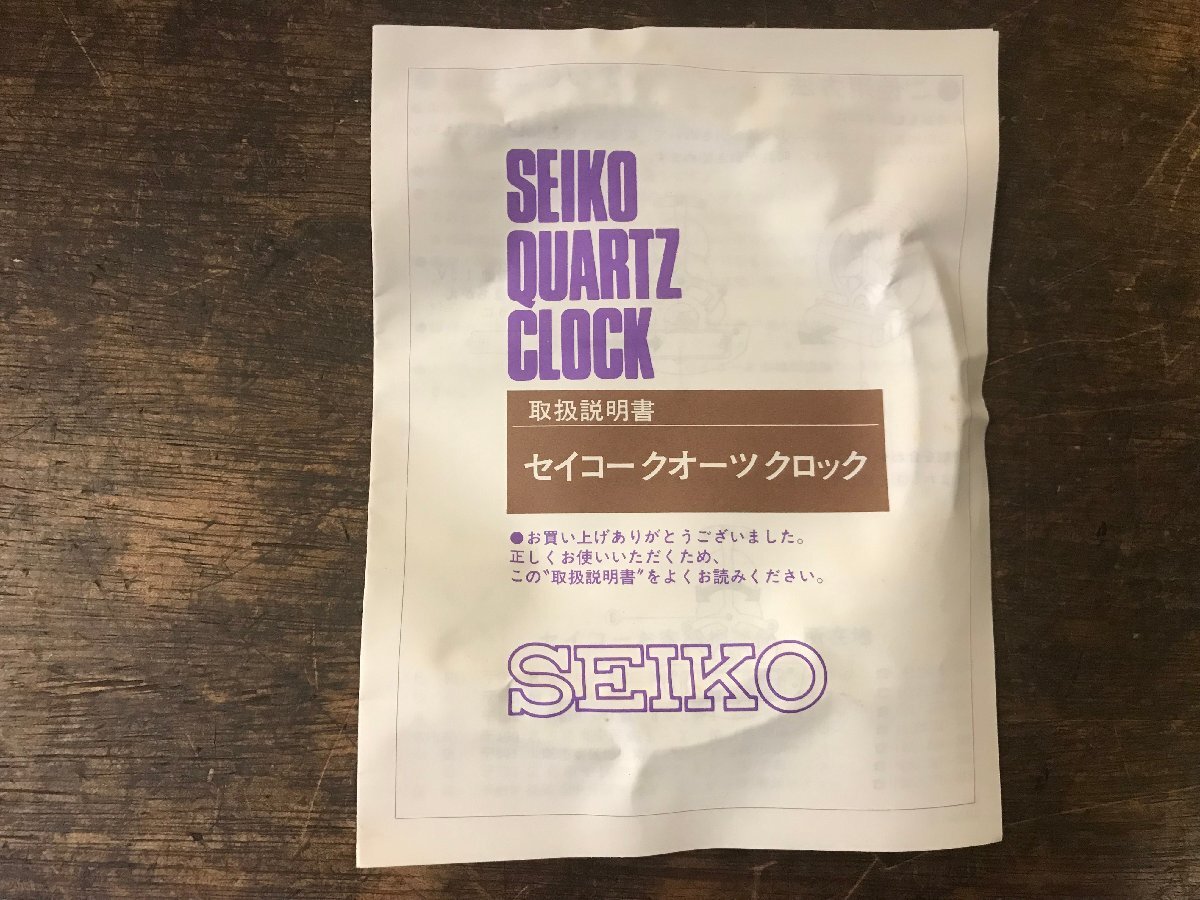 SEIKO
QUARTZ
CLOCK
取扱説明書
セイコー クオーツ クロック
●お買い上げありがとうございました。
正しくお使いいただくため、
この〝取扱説明書〞をよくお読みください。
SEIKO